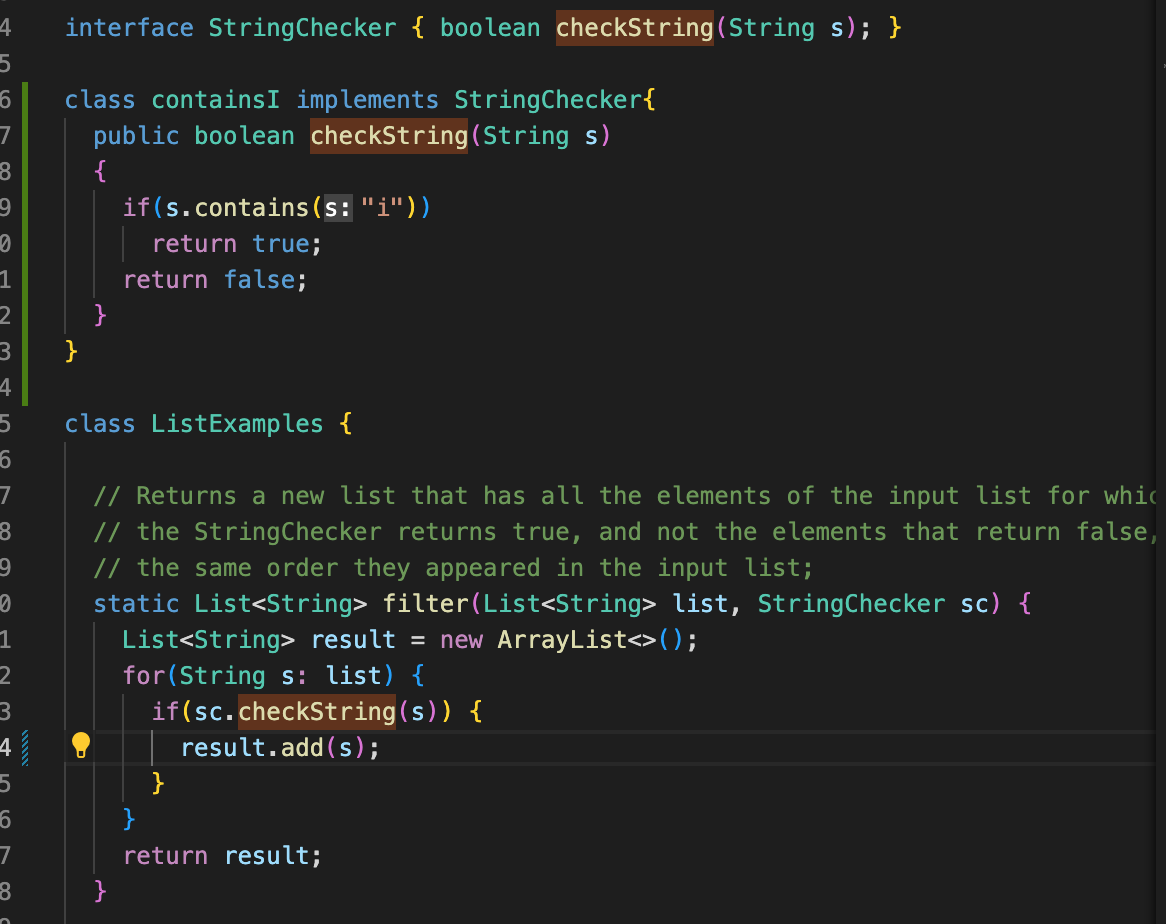 4 interface StringChecker { boolean checkString(String s); }
5
6 class containsI implements StringChecker{
7 public boolean checkString(String s)
8 {
9 if(s.contains(s: "i"))
0 return true;
1 return false;
2 }
3 }
4
5 class ListExamples {
6
7 // Returns a new list that has all the elements of the input list for whic
8 // the StringChecker returns true, and not the elements that return false,
9 // the same order they appeared in the input list;
0 static List<String> filter(List<String> list, StringChecker sc) {
1 List<String> result = new ArrayList<>();
2 for(String s: list) {
3 if(sc.checkString(s)) {
4 result.add(s);
5 }
6 }
7 return result;
8 }